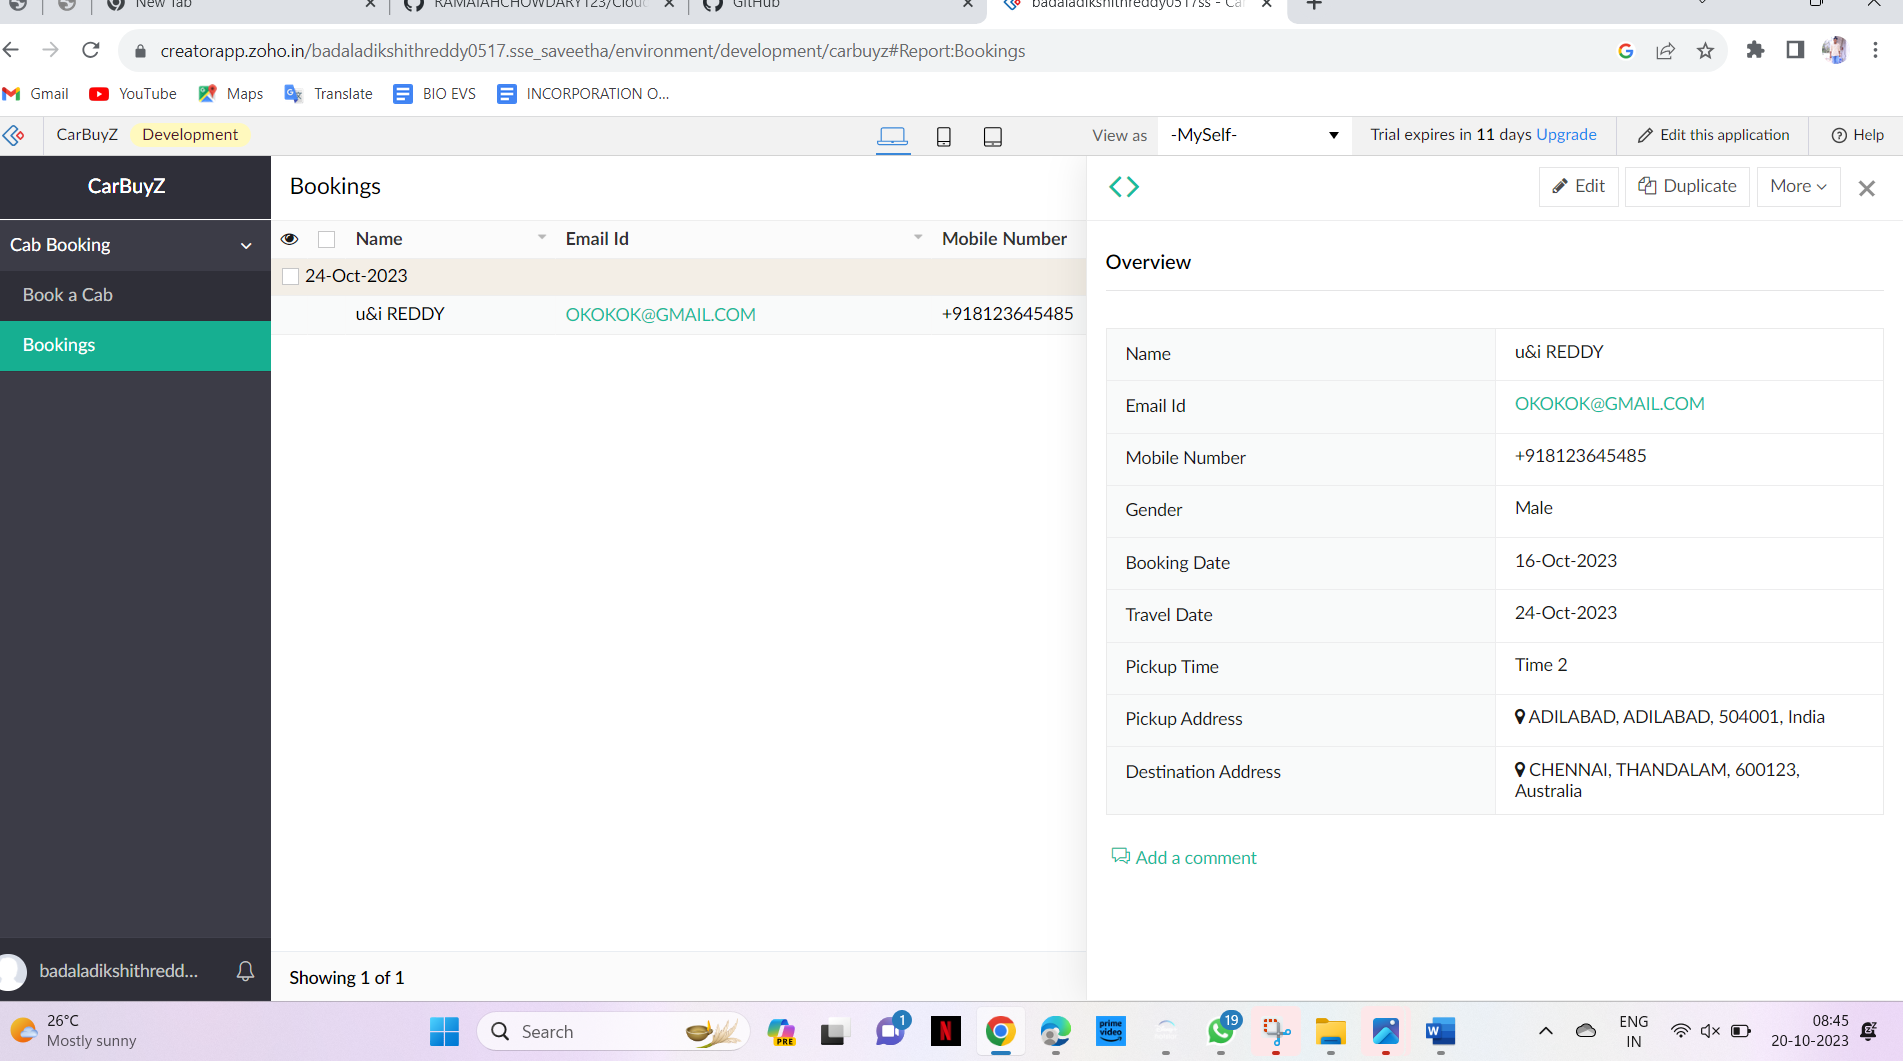 New Tab
RAMAIAHCHOWDARY123/Cloud
GitHub
badaladikshithreddy0517ss - Ca
creatorapp.zoho.in/badaladikshithreddy0517.sse_saveetha/environment/development/carbuyz#Report:Bookings
Gmail YouTube Maps Translate BIO EVS INCORPORATION O...
CarBuyZ Development View as -MySelf- Trial expires in 11 days Upgrade Edit this application Help
CarBuyZ
Cab Booking
Book a Cab
Bookings
badaladikshithredd...
Bookings
Name Email Id Mobile Number
24-Oct-2023
u&i REDDY OKOKOK@GMAIL.COM +918123645485
Showing 1 of 1
Edit Duplicate More
Overview
Name u&i REDDY
Email Id OKOKOK@GMAIL.COM
Mobile Number +918123645485
Gender Male
Booking Date 16-Oct-2023
Travel Date 24-Oct-2023
Pickup Time Time 2
Pickup Address ADILABAD, ADILABAD, 504001, India
Destination Address CHENNAI, THANDALAM, 600123,
Australia
Add a comment
26°C
Mostly sunny
Search
PRE
1
N
prime
video
19
W
ENG
IN
08:45
20-10-2023